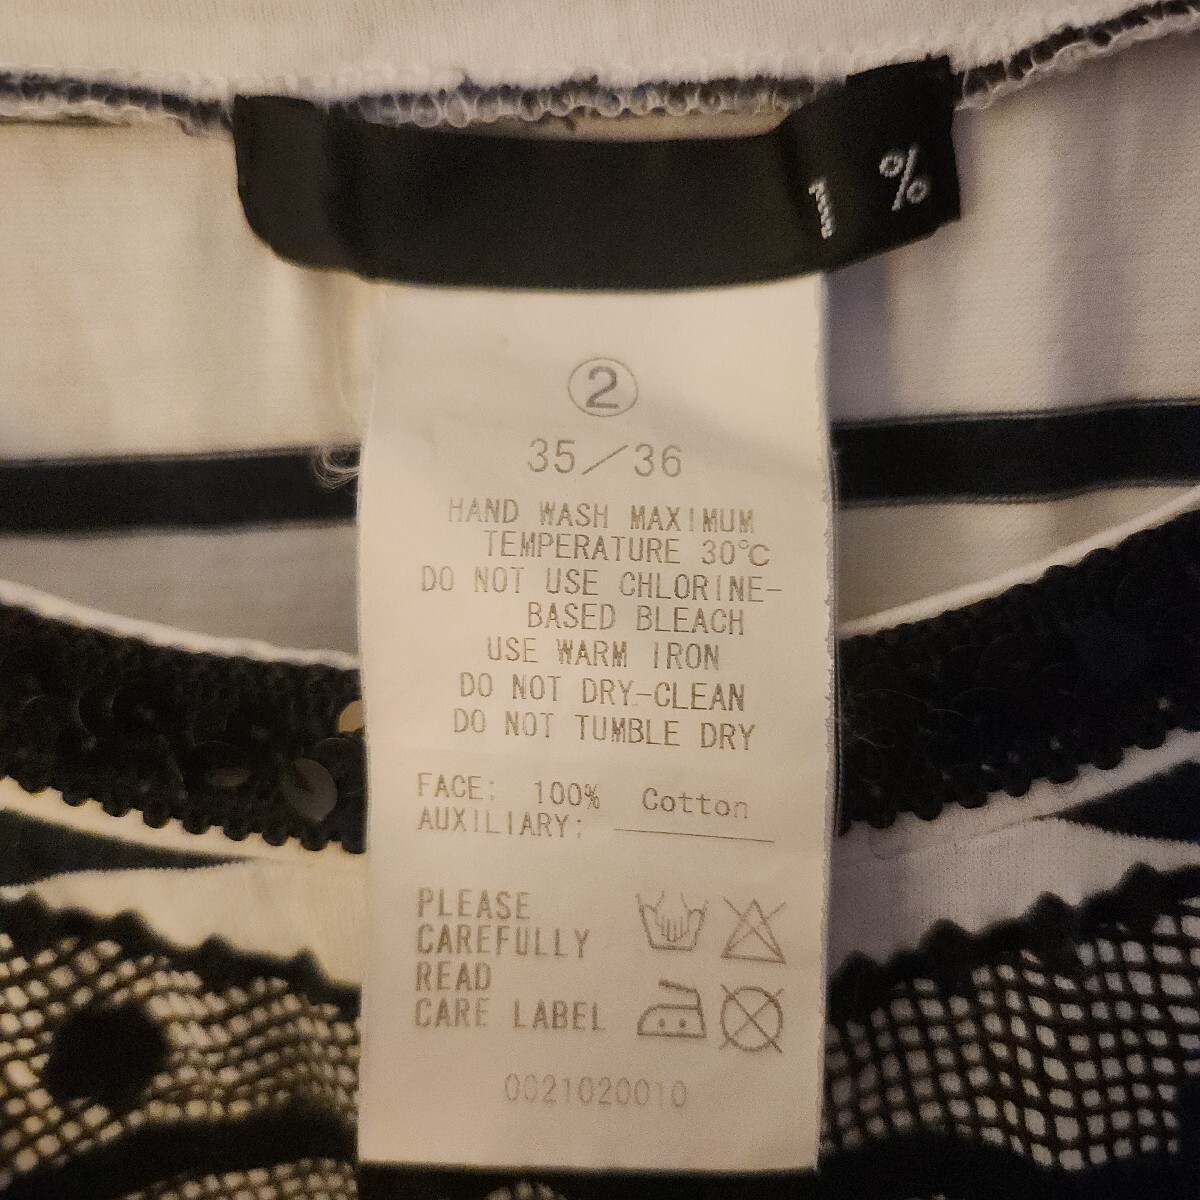 1 %
②
35/36
HAND WASH MAXIMUM
TEMPERATURE 30℃
DO NOT USE CHLORINE-
BASED BLEACH
USE WARM IRON
DO NOT DRY-CLEAN
DO NOT TUMBLE DRY
FACE: 100% Cotton
AUXILIARY:
PLEASE
CAREFULLY
READ
CARE LABEL
0021020010